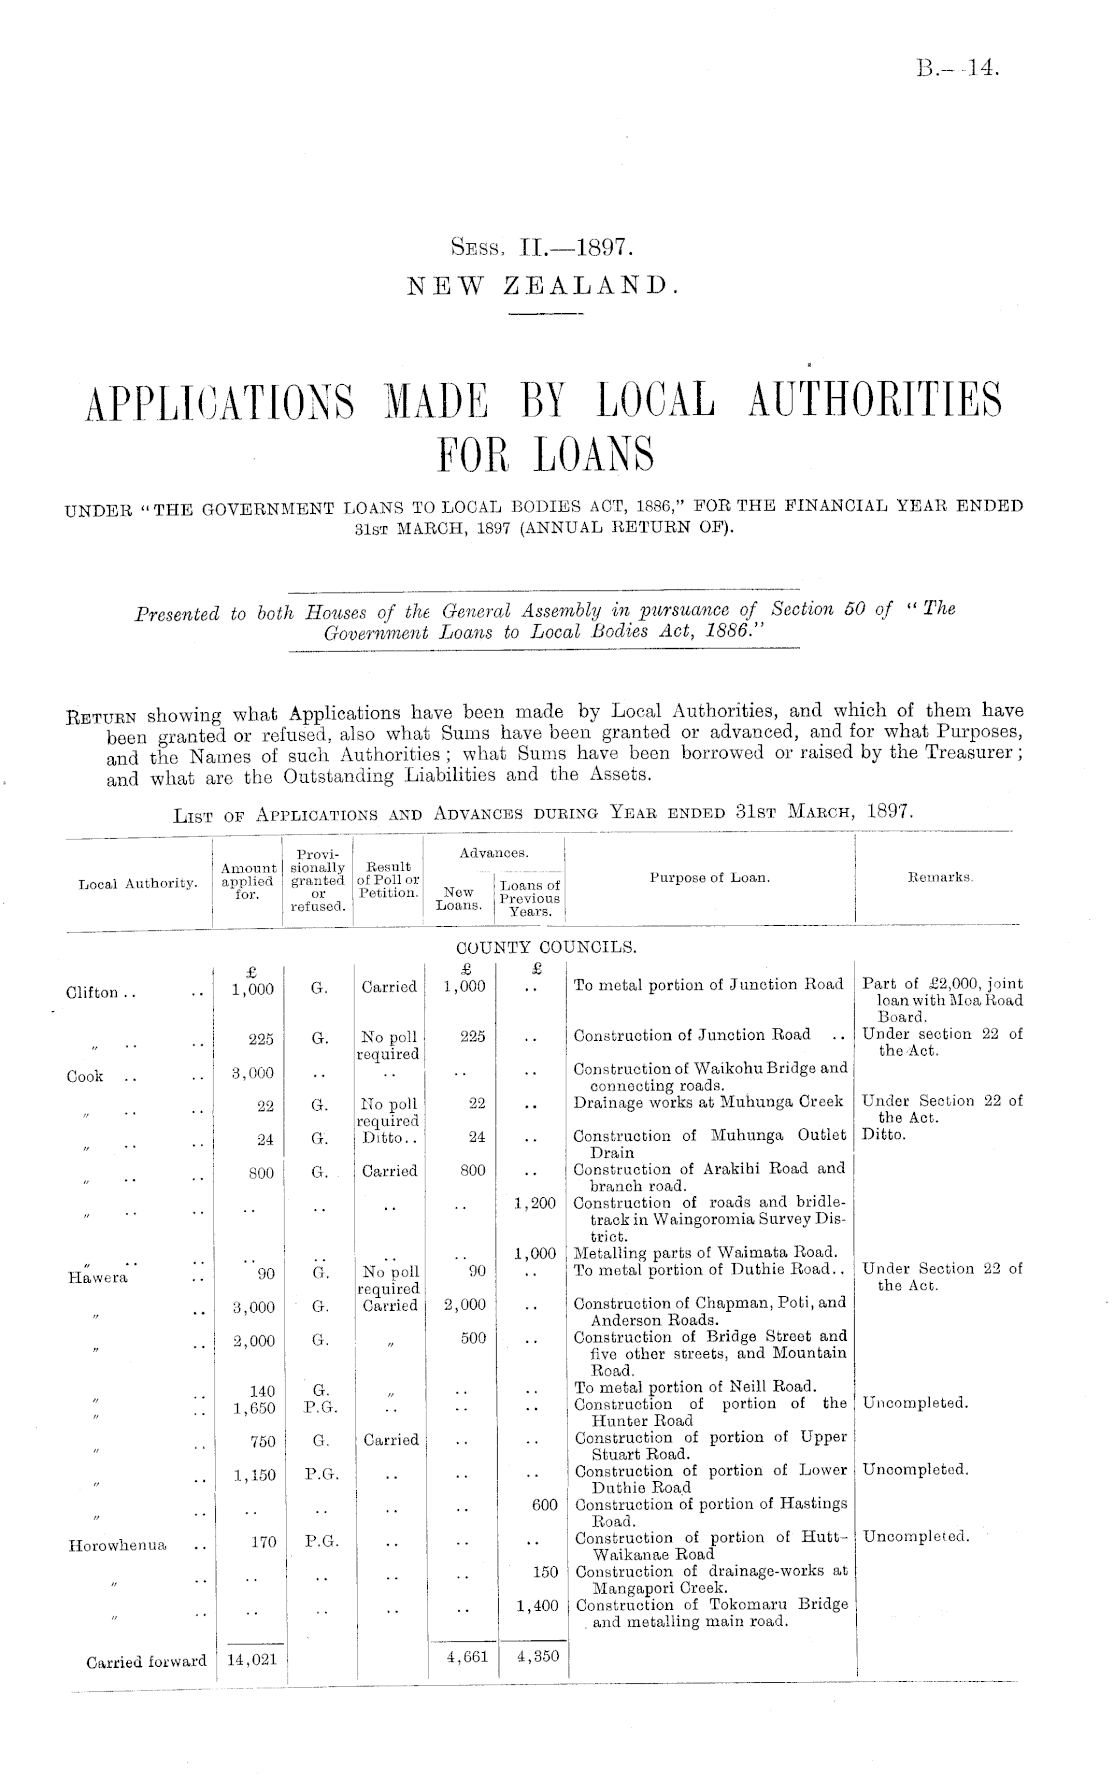 B.—14.
SESS. II.—1897.
NEW ZEALAND.
APPLICATIONS MADE BY LOCAL AUTHORITIES
FOR LOANS
UNDER "THE GOVERNMENT LOANS TO LOCAL BODIES ACT, 1886," FOR THE FINANCIAL YEAR ENDED
31ST MARCH, 1897 (ANNUAL RETURN OF).
Presented to both Houses of the General Assembly in pursuance of Section 50 of "The
Government Loans to Local Bodies Act, 1886."
RETURN showing what Applications have been made by Local Authorities, and which of them have
been granted or refused, also what Sums have been granted or advanced, and for what Purposes,
and the Names of such Authorities; what Sums have been borrowed or raised by the Treasurer;
and what are the Outstanding Liabilities and the Assets.
LIST OF APPLICATIONS AND ADVANCES DURING YEAR ENDED 31ST MARCH, 1897.
Local Authority. Amount applied for. Provisionally granted or refused. Result of Poll or Petition. Advances. New Loans. Loans of Previous Years. Purpose of Loan. Remarks.
COUNTY COUNCILS.
£ £ £
Clifton .. .. 1,000 G. Carried 1,000 .. To metal portion of Junction Road Part of £2,000, joint
loan with Moa Road
Board.
" .. .. 225 G. No poll 225 .. Construction of Junction Road .. Under section 22 of
required the Act.
Cook .. .. 3,000 .. .. .. .. Construction of Waikohu Bridge and
connecting roads.
" .. .. 22 G. No poll 22 .. Drainage works at Muhunga Creek Under Section 22 of
required the Act.
" .. .. 24 G. Ditto.. 24 .. Construction of Muhunga Outlet Ditto.
Drain
" .. .. 800 G. Carried 800 .. Construction of Arakihi Road and
branch road.
" .. .. .. .. .. .. 1,200 Construction of roads and bridle-
track in Waingoromia Survey Dis-
trict.
" .. .. .. .. .. .. 1,000 Metalling parts of Waimata Road.
Hawera .. 90 G. No poll 90 .. To metal portion of Duthie Road.. Under Section 22 of
required the Act.
" .. 3,000 G. Carried 2,000 .. Construction of Chapman, Poti, and
Anderson Roads.
" .. 2,000 G. " 500 .. Construction of Bridge Street and
five other streets, and Mountain
Road.
" .. 140 G. " .. .. To metal portion of Neill Road.
" .. 1,650 P.G. .. .. .. Construction of portion of the Uncompleted.
Hunter Road
" .. 750 G. Carried .. .. Construction of portion of Upper
Stuart Road.
" .. 1,150 P.G. .. .. .. Construction of portion of Lower Uncompleted.
Duthie Road
" .. .. .. .. .. 600 Construction of portion of Hastings
Road.
Horowhenua .. 170 P.G. .. .. .. Construction of portion of Hutt- Uncompleted.
Waikanae Road
" .. .. .. .. .. 150 Construction of drainage-works at
Mangapori Creek.
" .. .. .. .. .. 1,400 Construction of Tokomaru Bridge
and metalling main road.
Carried forward 14,021 4,661 4,350